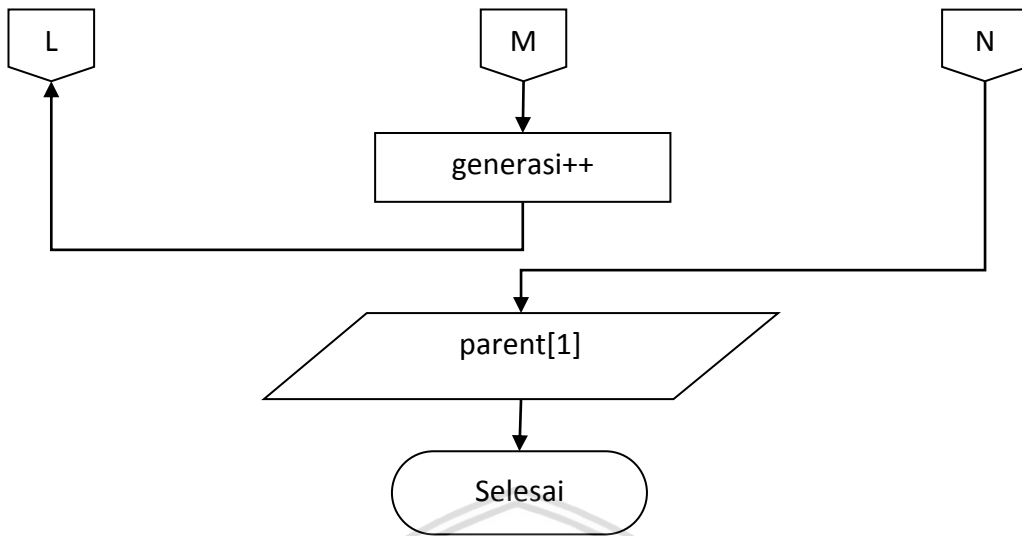 L
M
N
generasi++
parent[1]
Selesai